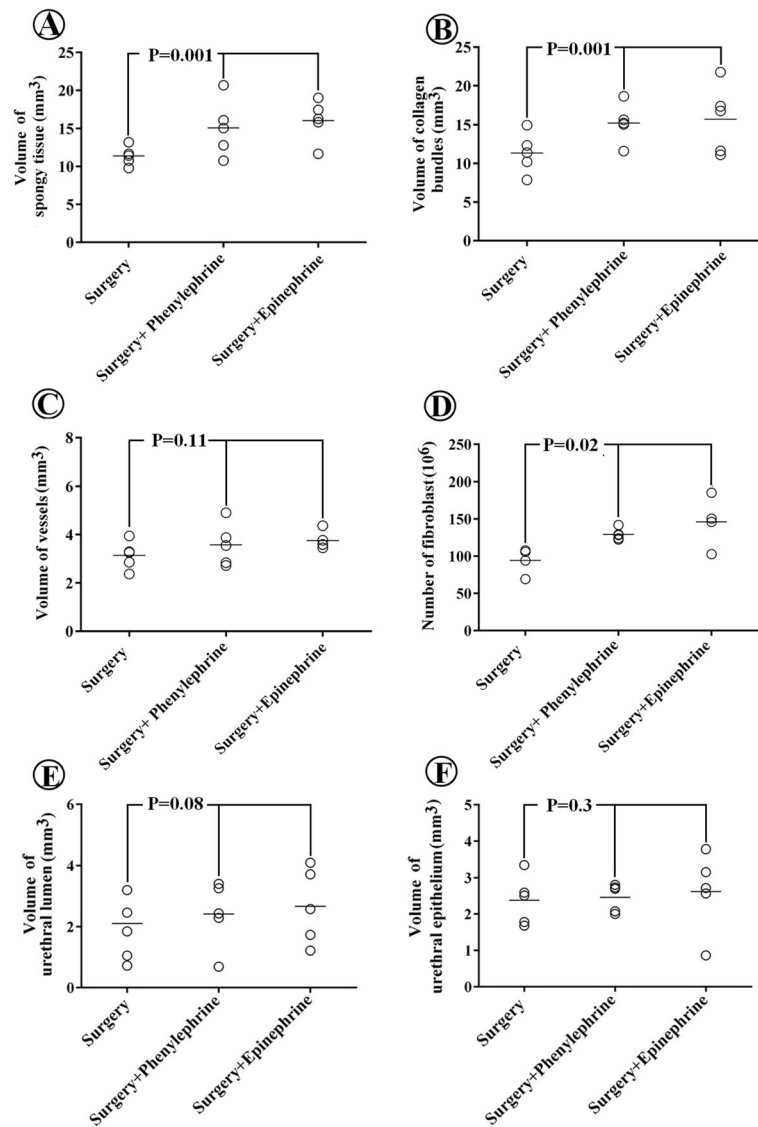 A
P=0.001
25
20
15
10
5
0
Volume of
spongy tissue (mm3)
Surgery
Surgery+ Phenylephrine
Surgery+Epinephrine
B
P=0.001
25
20
15
10
5
0
Volume of collagen
bundles (mm3)
Surgery
Surgery+ Phenylephrine
Surgery+Epinephrine
C
P=0.11
8
6
4
2
0
Volume of vessels (mm3)
Surgery
Surgery+ Phenylephrine
Surgery+Epinephrine
D
P=0.02
250
200
150
100
50
0
Number of fibroblast (106)
Surgery
Surgery+ Phenylephrine
Surgery+Epinephrine
E
P=0.08
6
4
2
0
Volume of
urethral lumen (mm3)
Surgery
Surgery+Phenylephrine
Surgery+Epinephrine
F
P=0.3
5
4
3
2
1
0
Volume of
urethral epithelium (mm3)
Surgery
Surgery+Phenylephrine
Surgery+Epinephrine